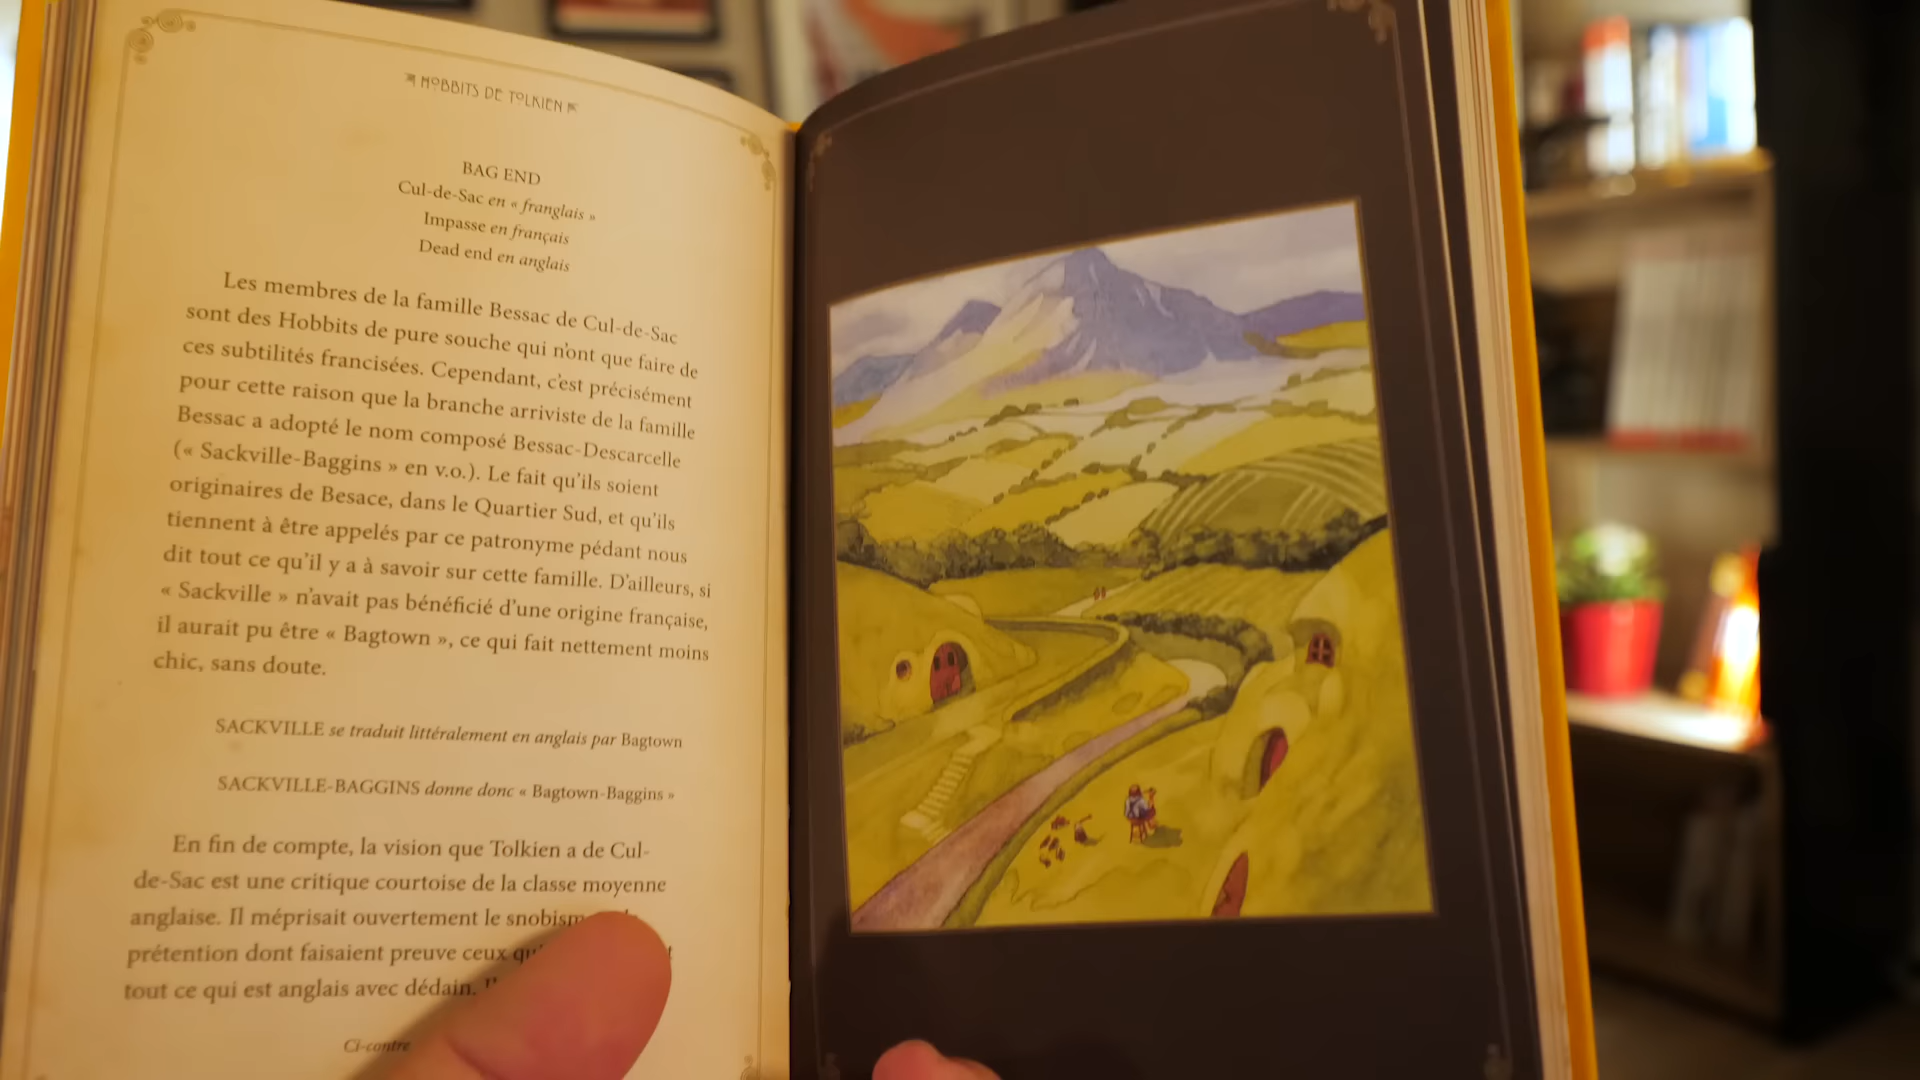 HOBBITS DE TOLKIEN
BAG END
Cul-de-Sac en « franglais »
Impasse en français
Dead end en anglais
Les membres de la famille Bessac de Cul-de-Sac
sont des Hobbits de pure souche qui n'ont que faire de
ces subtilités francisées. Cependant, c'est précisément
pour cette raison que la branche arriviste de la famille
Bessac a adopté le nom composé Bessac-Descarcelle
(« Sackville-Baggins » en v.o.). Le fait qu'ils soient
originaires de Besace, dans le Quartier Sud, et qu'ils
tiennent à être appelés par ce patronyme pédant nous
dit tout ce qu'il y a à savoir sur cette famille. D'ailleurs, si
« Sackville » n'avait pas bénéficié d'une origine française,
il aurait pu être « Bagtown », ce qui fait nettement moins
chic, sans doute.
SACKVILLE se traduit littéralement en anglais par Bagtown
SACKVILLE-BAGGINS donne donc « Bagtown-Baggins »
En fin de compte, la vision que Tolkien a de Cul-
de-Sac est une critique courtoise de la classe moyenne
anglaise. Il méprisait ouvertement le
prétention dont faisaient preuve ceux
tout ce qui est anglais avec dédain.
Ci-contre